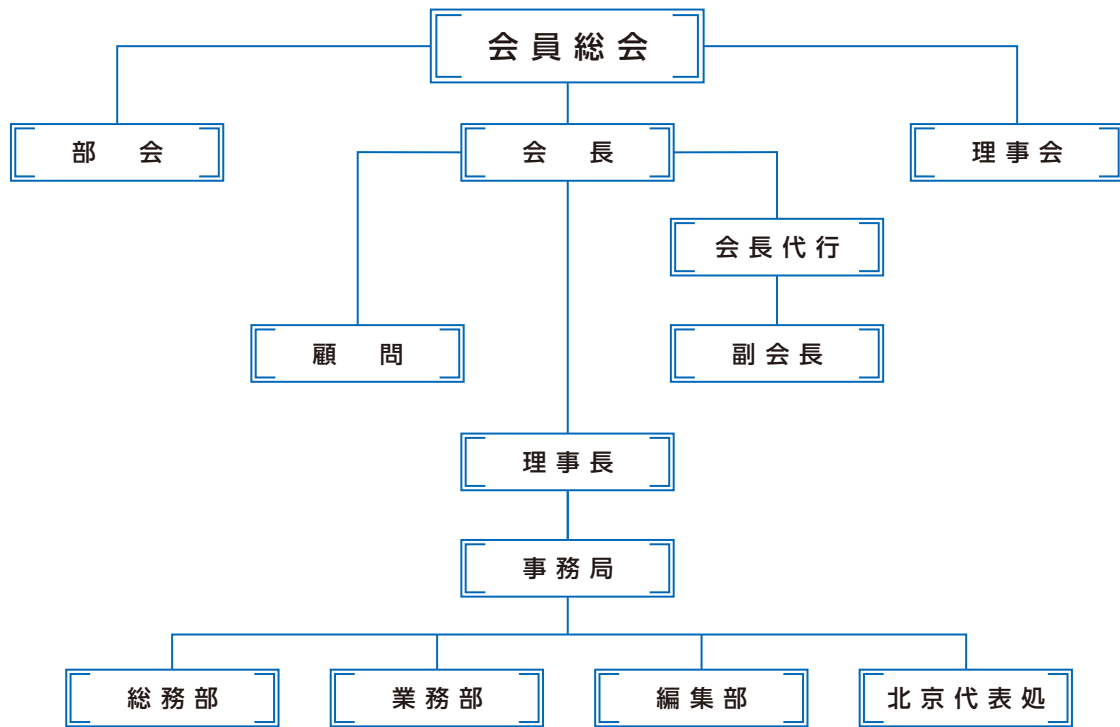 会員総会
部会
会長
理事会
会長代行
顧問
副会長
理事長
事務局
総務部
業務部
編集部
北京代表処